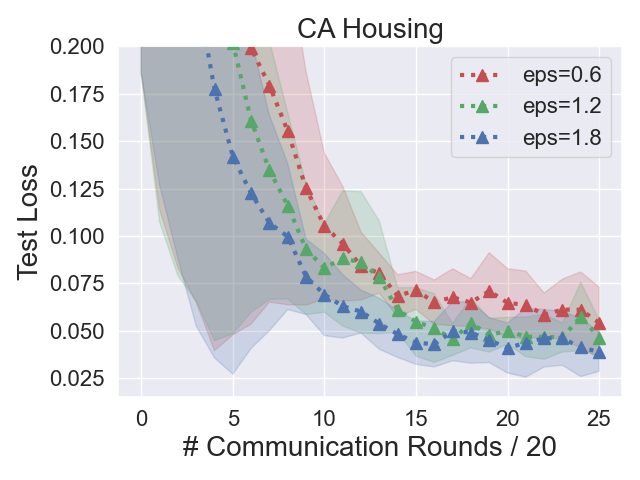 CA Housing
Test Loss
0.200
0.175
0.150
0.125
0.100
0.075
0.050
0.025
eps=0.6
eps=1.2
eps=1.8
0 5 10 15 20 25
# Communication Rounds / 20